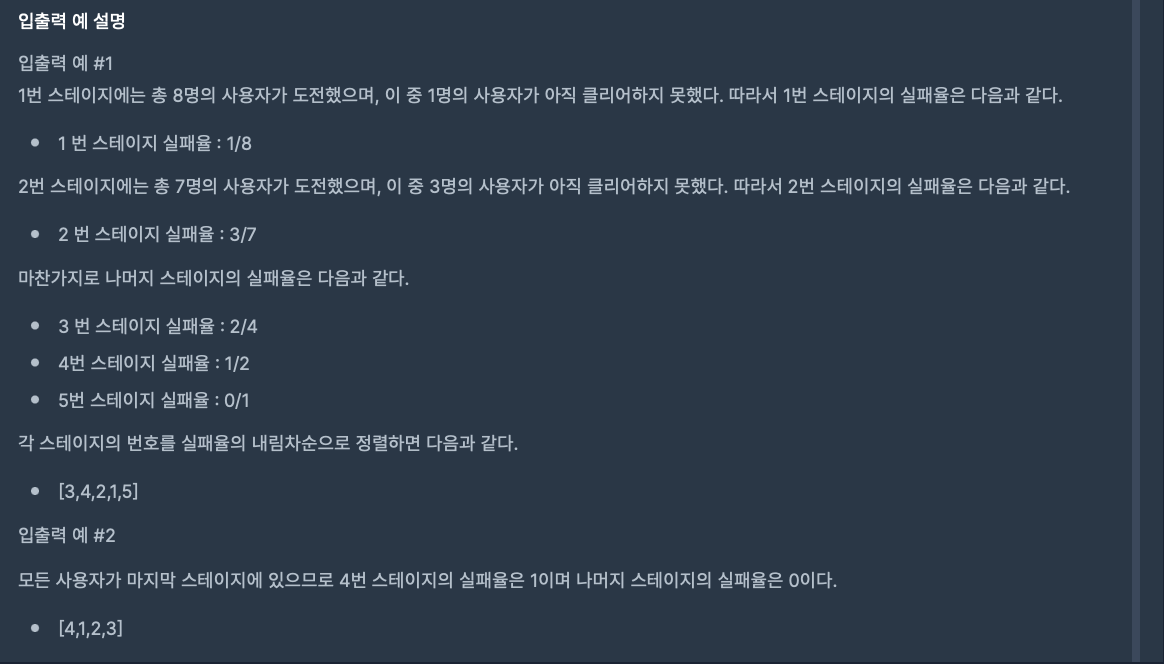 입출력 예 설명
입출력 예 #1
1번 스테이지에는 총 8명의 사용자가 도전했으며, 이 중 1명의 사용자가 아직 클리어하지 못했다. 따라서 1번 스테이지의 실패율은 다음과 같다.
● 1 번 스테이지 실패율 : 1/8
2번 스테이지에는 총 7명의 사용자가 도전했으며, 이 중 3명의 사용자가 아직 클리어하지 못했다. 따라서 2번 스테이지의 실패율은 다음과 같다.
● 2 번 스테이지 실패율 : 3/7
마찬가지로 나머지 스테이지의 실패율은 다음과 같다.
● 3 번 스테이지 실패율 : 2/4
● 4번 스테이지 실패율 : 1/2
● 5번 스테이지 실패율 : 0/1
각 스테이지의 번호를 실패율의 내림차순으로 정렬하면 다음과 같다.
● [3,4,2,1,5]
입출력 예 #2
모든 사용자가 마지막 스테이지에 있으므로 4번 스테이지의 실패율은 1이며 나머지 스테이지의 실패율은 0이다.
● [4,1,2,3]